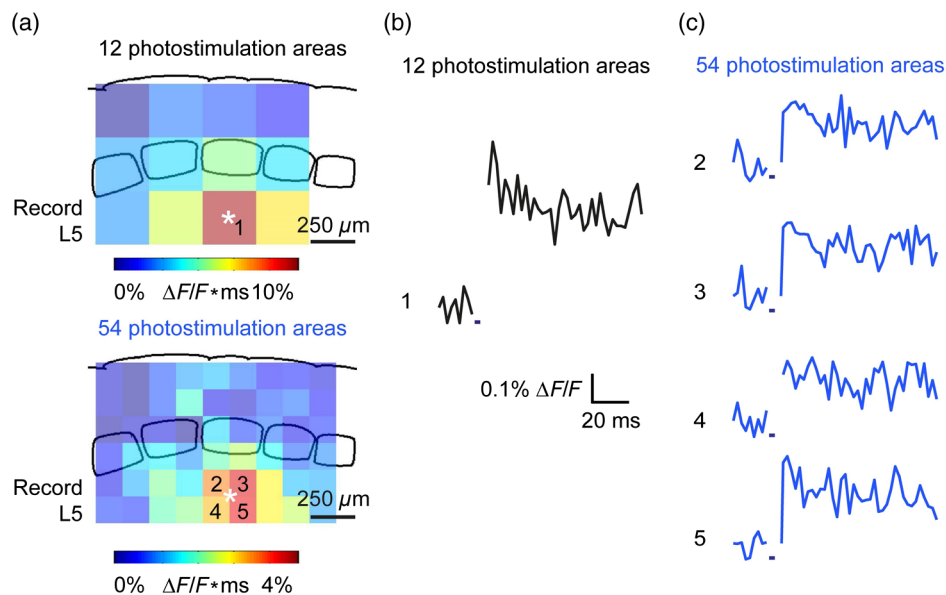 (a)
12 photostimulation areas
*
1
Record
L5
250 µm
0% ΔF/F*ms 10%
54 photostimulation areas
2 3
*
4 5
Record
L5
250 µm
0% ΔF/F*ms 4%
(b)
12 photostimulation areas
1
0.1% ΔF/F
20 ms
(c)
54 photostimulation areas
2
3
4
5